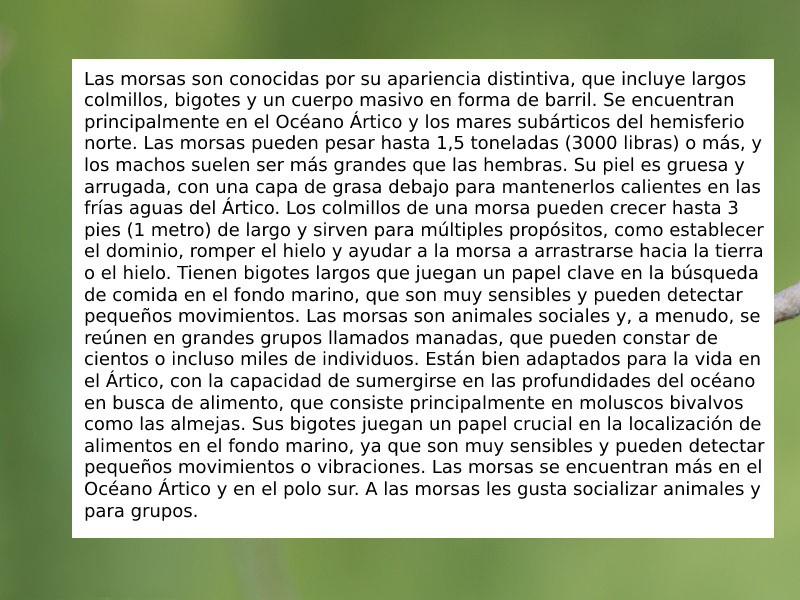 Las morsas son conocidas por su apariencia distintiva, que incluye largos
colmillos, bigotes y un cuerpo masivo en forma de barril. Se encuentran
principalmente en el Océano Ártico y los mares subárticos del hemisferio
norte. Las morsas pueden pesar hasta 1,5 toneladas (3000 libras) o más, y
los machos suelen ser más grandes que las hembras. Su piel es gruesa y
arrugada, con una capa de grasa debajo para mantenerlos calientes en las
frías aguas del Ártico. Los colmillos de una morsa pueden crecer hasta 3
pies (1 metro) de largo y sirven para múltiples propósitos, como establecer
el dominio, romper el hielo y ayudar a la morsa a arrastrarse hacia la tierra
o el hielo. Tienen bigotes largos que juegan un papel clave en la búsqueda
de comida en el fondo marino, que son muy sensibles y pueden detectar
pequeños movimientos. Las morsas son animales sociales y, a menudo, se
reúnen en grandes grupos llamados manadas, que pueden constar de
cientos o incluso miles de individuos. Están bien adaptados para la vida en
el Ártico, con la capacidad de sumergirse en las profundidades del océano
en busca de alimento, que consiste principalmente en moluscos bivalvos
como las almejas. Sus bigotes juegan un papel crucial en la localización de
alimentos en el fondo marino, ya que son muy sensibles y pueden detectar
pequeños movimientos o vibraciones. Las morsas se encuentran más en el
Océano Ártico y en el polo sur. A las morsas les gusta socializar animales y
para grupos.